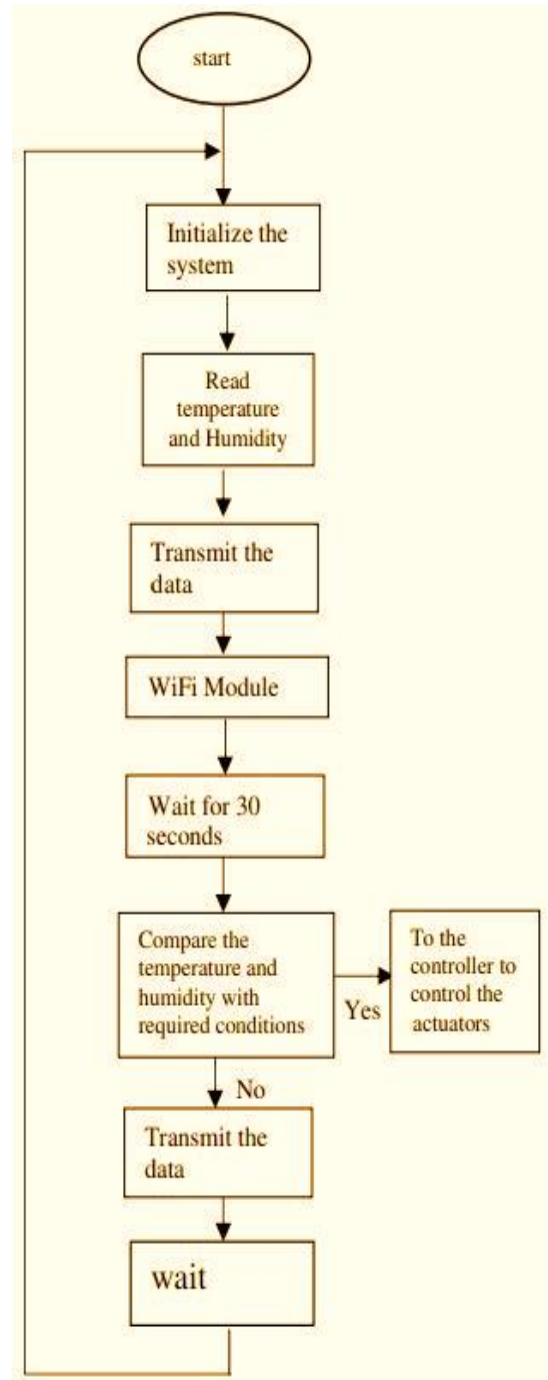 start
Initialize the
system
Read
temperature
and Humidity
Transmit the
data
WiFi Module
Wait for 30
seconds
Compare the
temperature and
humidity with
required conditions
Yes
To the
controller to
control the
actuators
No
Transmit the
data
wait